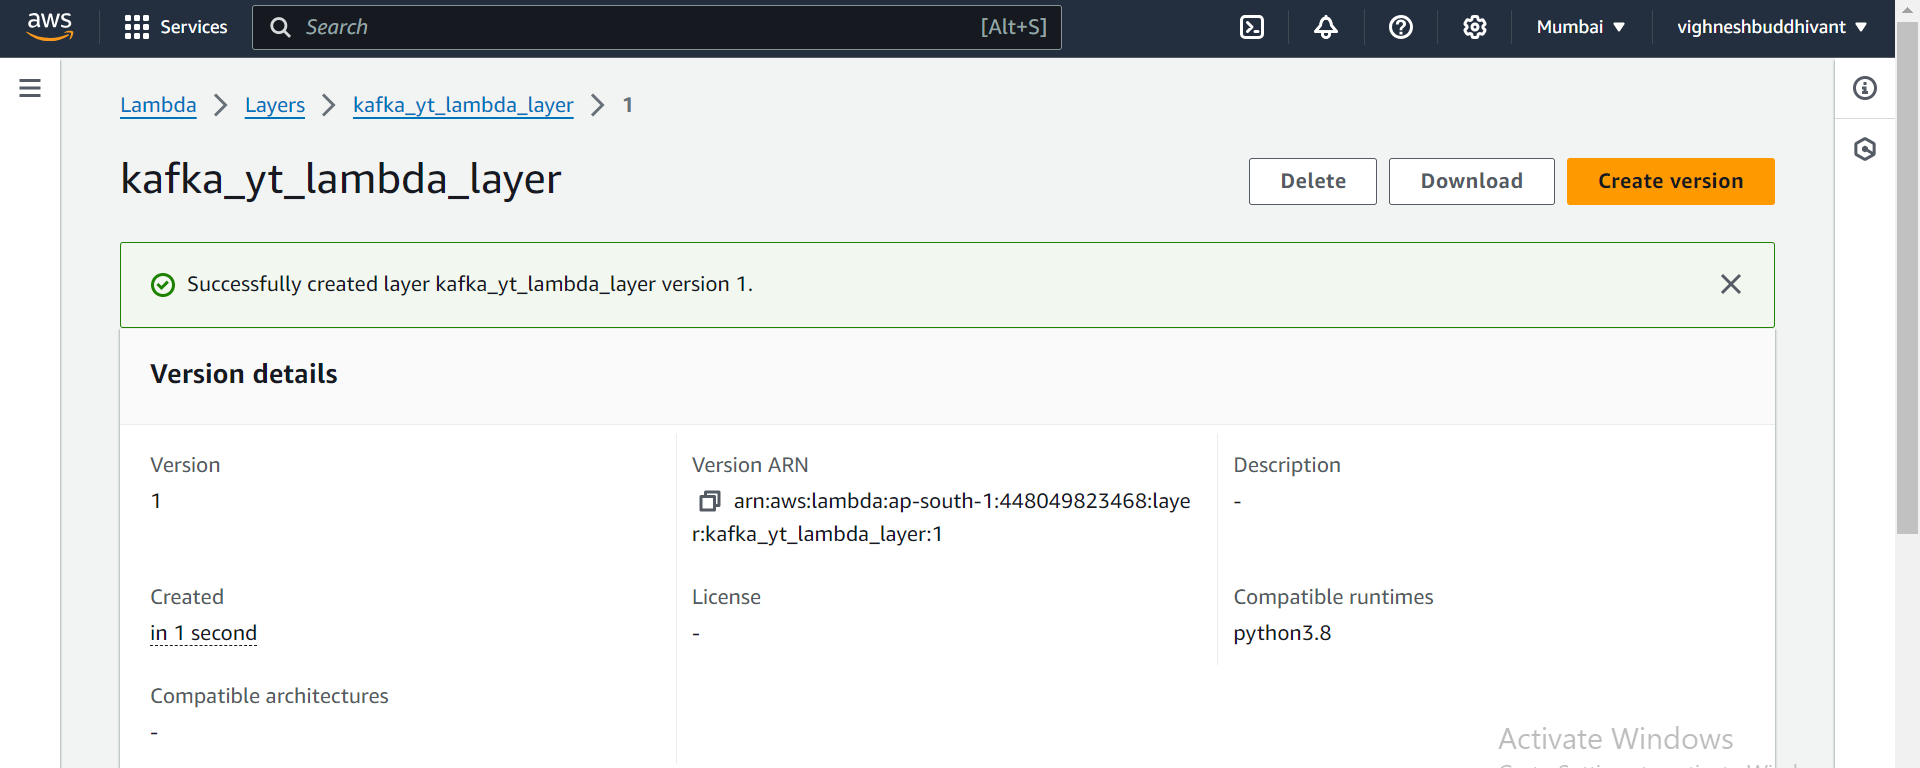 aws
Services
Search [Alt+S]
Mumbai ▼
vighneshbuddhivant ▼
Lambda > Layers > kafka_yt_lambda_layer > 1
kafka_yt_lambda_layer
Delete
Download
Create version
Successfully created layer kafka_yt_lambda_layer version 1.
Version details
Version
1
Version ARN
arn:aws:lambda:ap-south-1:448049823468:laye
r:kafka_yt_lambda_layer:1
Description
-
Created
in 1 second
License
-
Compatible runtimes
python3.8
Compatible architectures
-
Activate Windows